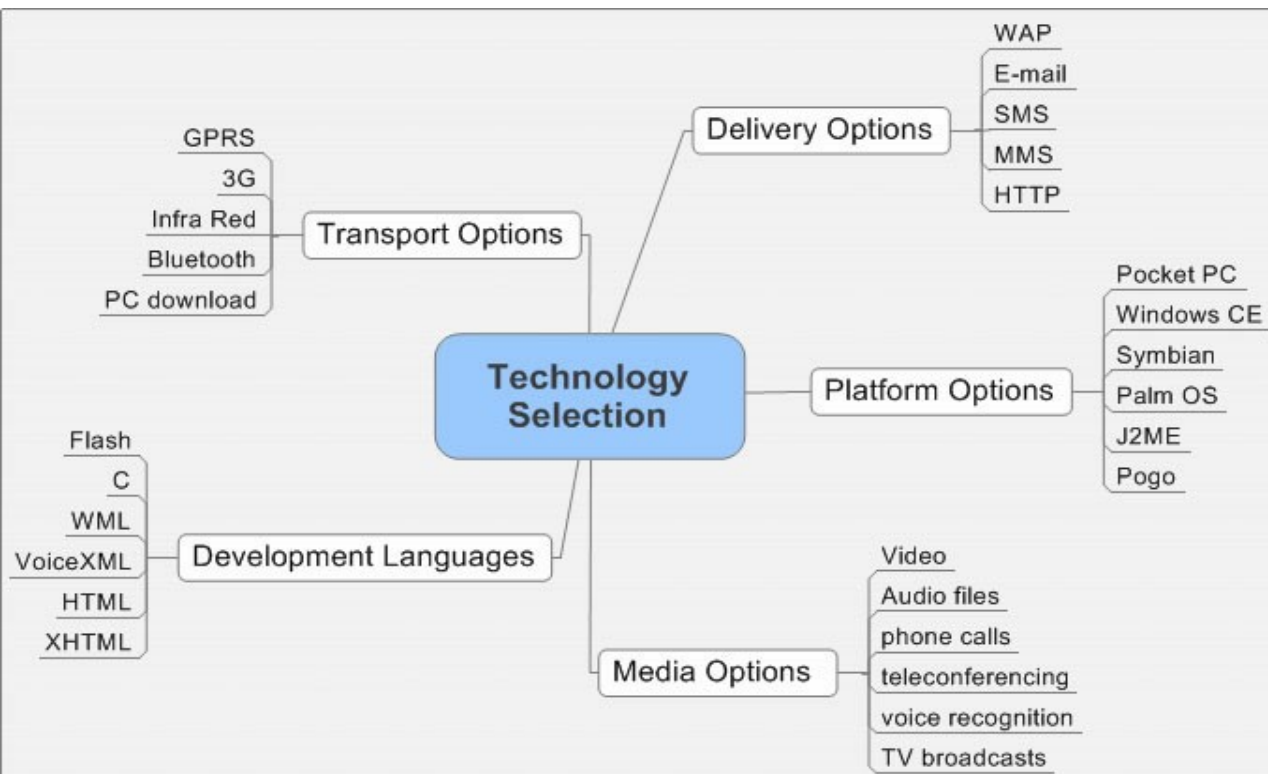 Technology
Selection
Delivery Options
WAP
E-mail
SMS
MMS
HTTP
Platform Options
Pocket PC
Windows CE
Symbian
Palm OS
J2ME
Pogo
Media Options
Video
Audio files
phone calls
teleconferencing
voice recognition
TV broadcasts
Development Languages
Flash
C
WML
VoiceXML
HTML
XHTML
Transport Options
GPRS
3G
Infra Red
Bluetooth
PC download